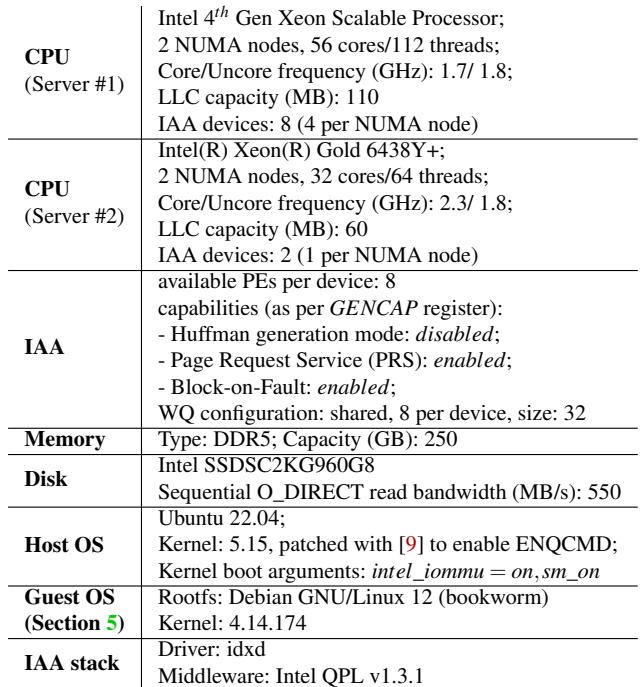 CPU
(Server #1)
Intel 4th Gen Xeon Scalable Processor;
2 NUMA nodes, 56 cores/112 threads;
Core/Uncore frequency (GHz): 1.7/ 1.8;
LLC capacity (MB): 110
IAA devices: 8 (4 per NUMA node)
CPU
(Server #2)
Intel(R) Xeon(R) Gold 6438Y+;
2 NUMA nodes, 32 cores/64 threads;
Core/Uncore frequency (GHz): 2.3/ 1.8;
LLC capacity (MB): 60
IAA devices: 2 (1 per NUMA node)
IAA
available PEs per device: 8
capabilities (as per GENCAP register):
- Huffman generation mode: disabled;
- Page Request Service (PRS): enabled;
- Block-on-Fault: enabled;
WQ configuration: shared, 8 per device, size: 32
Memory
Type: DDR5; Capacity (GB): 250
Disk
Intel SSDSC2KG960G8
Sequential O_DIRECT read bandwidth (MB/s): 550
Host OS
Ubuntu 22.04;
Kernel: 5.15, patched with [9] to enable ENQCMD;
Kernel boot arguments: intel_iommu = on,sm_on
Guest OS
(Section 5)
Rootfs: Debian GNU/Linux 12 (bookworm)
Kernel: 4.14.174
IAA stack
Driver: idxd
Middleware: Intel QPL v1.3.1